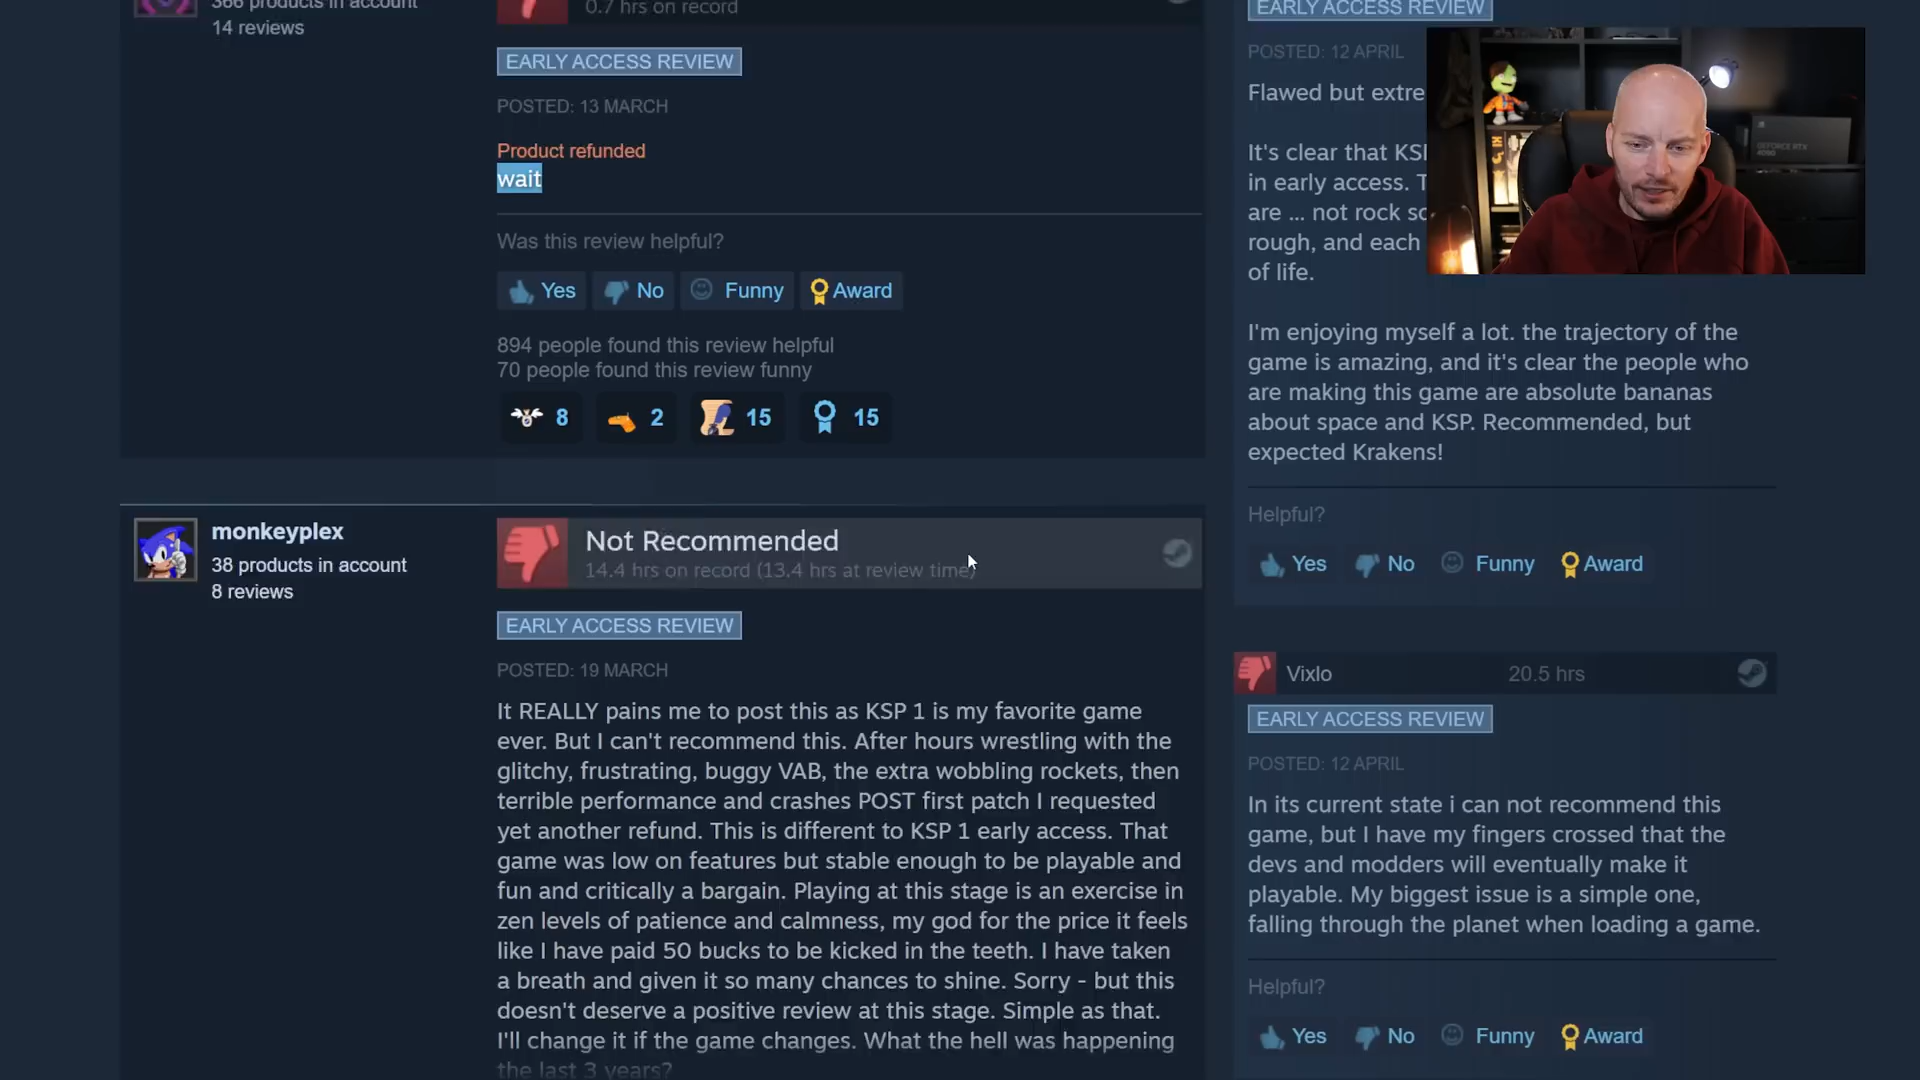 366 products in account
14 reviews
0.7 hrs on record
EARLY ACCESS REVIEW
POSTED: 13 MARCH
Product refunded
wait
Was this review helpful?
Yes
No
Funny
Award
894 people found this review helpful
70 people found this review funny
8
2
15
15
monkeyplex
38 products in account
8 reviews
Not Recommended
14.4 hrs on record (13.4 hrs at review time)
EARLY ACCESS REVIEW
POSTED: 19 MARCH
It REALLY pains me to post this as KSP 1 is my favorite game
ever. But I can't recommend this. After hours wrestling with the
glitchy, frustrating, buggy VAB, the extra wobbling rockets, then
terrible performance and crashes POST first patch I requested
yet another refund. This is different to KSP 1 early access. That
game was low on features but stable enough to be playable and
fun and critically a bargain. Playing at this stage is an exercise in
zen levels of patience and calmness, my god for the price it feels
like I have paid 50 bucks to be kicked in the teeth. I have taken
a breath and given it so many chances to shine. Sorry - but this
doesn't deserve a positive review at this stage. Simple as that.
I'll change it if the game changes. What the hell was happening
the last 3 years?
EARLY ACCESS REVIEW
POSTED: 12 APRIL
Flawed but extre
It's clear that KS
in early access. T
are ... not rock so
rough, and each
of life.
I'm enjoying myself a lot. the trajectory of the
game is amazing, and it's clear the people who
are making this game are absolute bananas
about space and KSP. Recommended, but
expected Krakens!
Helpful?
Yes
No
Funny
Award
Vixlo
20.5 hrs
EARLY ACCESS REVIEW
POSTED: 12 APRIL
In its current state i can not recommend this
game, but I have my fingers crossed that the
devs and modders will eventually make it
playable. My biggest issue is a simple one,
falling through the planet when loading a game.
Helpful?
Yes
No
Funny
Award
GEFORCE RTX
4090